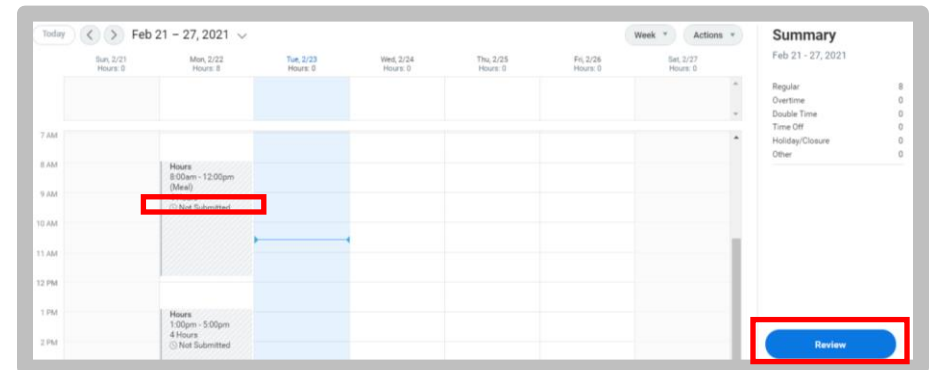 Today Feb 21 – 27, 2021 Week Actions
Sun, 2/21 Mon, 2/22 Tue, 2/23 Wed, 2/24 Thu, 2/25 Fri, 2/26 Sat, 2/27
Hours: 0 Hours: 8 Hours: 0 Hours: 0 Hours: 0 Hours: 0 Hours: 0
7 AM
8 AM
Hours
8:00am - 12:00pm
(Meal)
9 AM
Not Submitted
10 AM
11 AM
12 PM
1 PM
Hours
1:00pm - 5:00pm
4 Hours
2 PM
Not Submitted
Summary
Feb 21 - 27, 2021
Regular 8
Overtime 0
Double Time 0
Time Off 0
Holiday/Closure 0
Other 0
Review